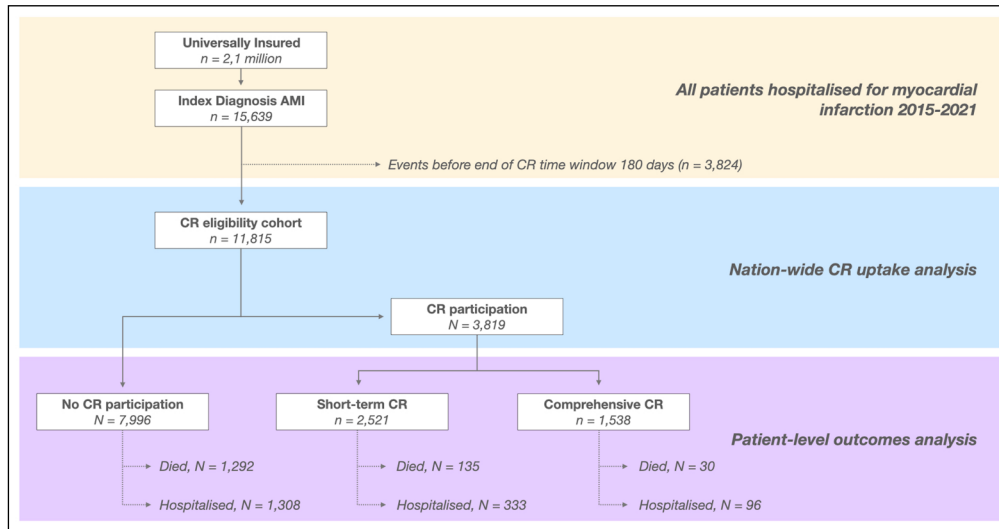 Universally Insured
n = 2,1 million
Index Diagnosis AMI
n = 15,639
All patients hospitalised for myocardial
infarction 2015-2021
Events before end of CR time window 180 days (n = 3,824)
CR eligibility cohort
n = 11,815
Nation-wide CR uptake analysis
CR participation
N = 3,819
No CR participation
N = 7,996
Short-term CR
n = 2,521
Comprehensive CR
n = 1,538
Patient-level outcomes analysis
Died, N = 1,292
Died, N = 135
Died, N = 30
Hospitalised, N = 1,308
Hospitalised, N = 333
Hospitalised, N = 96